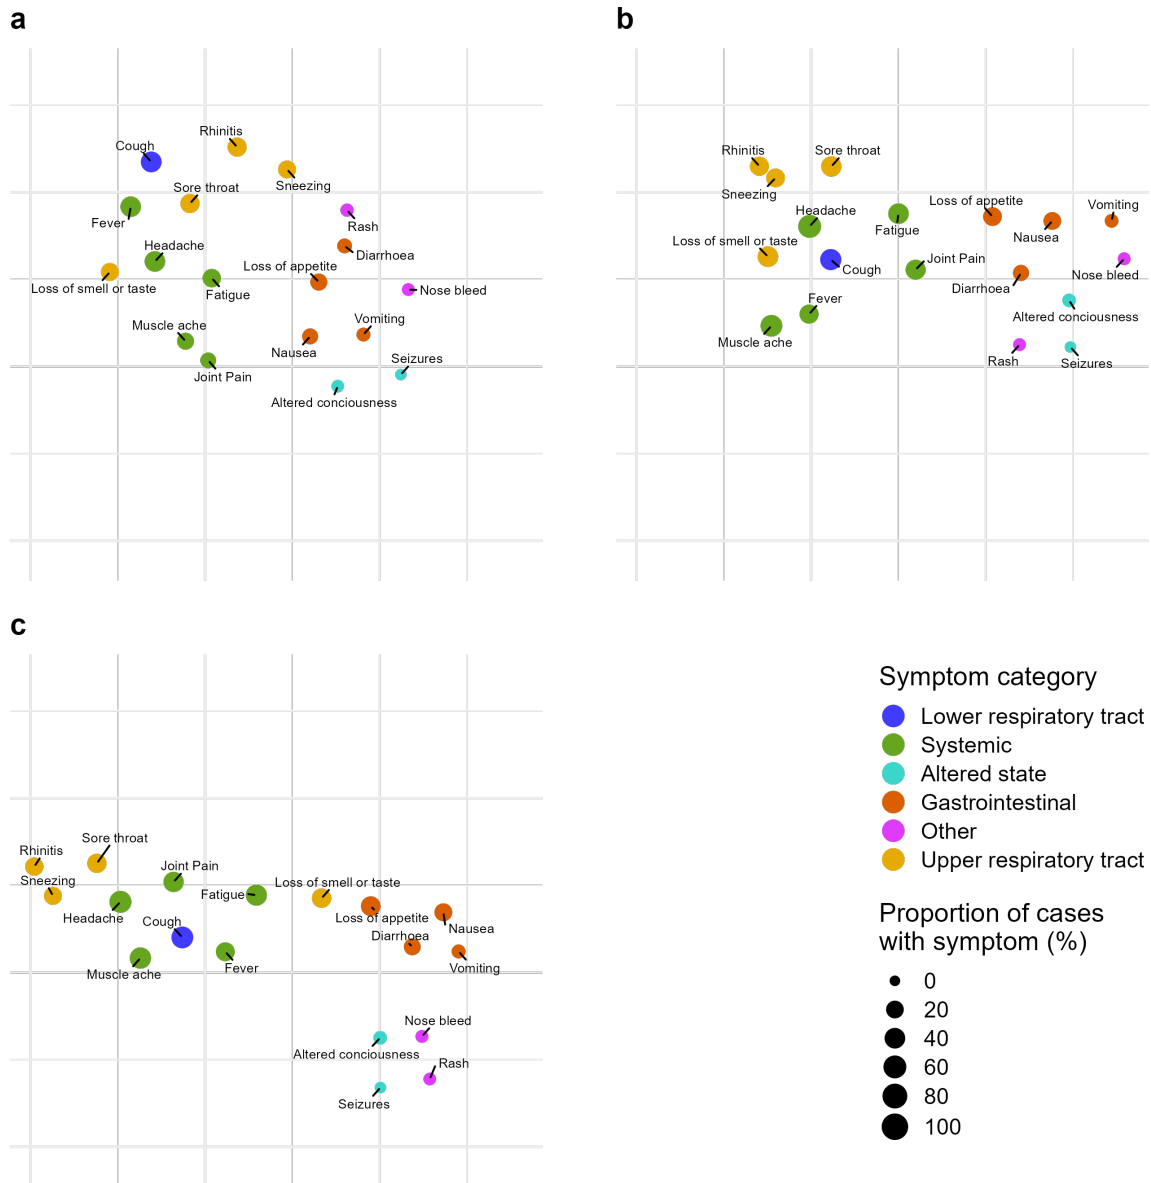 a
Rhinitis
Cough
Sneezing
Sore throat
Rash
Fever
Headache
Diarrhoea
Loss of appetite
Loss of smell or taste
Fatigue
Nose bleed
Muscle ache
Vomiting
Nausea
Seizures
Joint Pain
Altered conciousness
b
Rhinitis
Sore throat
Sneezing
Headache
Loss of appetite
Vomiting
Fatigue
Nausea
Loss of smell or taste
Cough
Joint Pain
Nose bleed
Diarrhoea
Fever
Altered conciousness
Muscle ache
Rash
Seizures
c
Sore throat
Rhinitis
Joint Pain
Sneezing
Fatigue
Loss of smell or taste
Headache
Cough
Loss of appetite
Nausea
Diarrhoea
Muscle ache
Fever
Vomiting
Nose bleed
Altered conciousness
Rash
Seizures
Symptom category
Lower respiratory tract
Systemic
Altered state
Gastrointestinal
Other
Upper respiratory tract
Proportion of cases
with symptom (%)
0
20
40
60
80
100